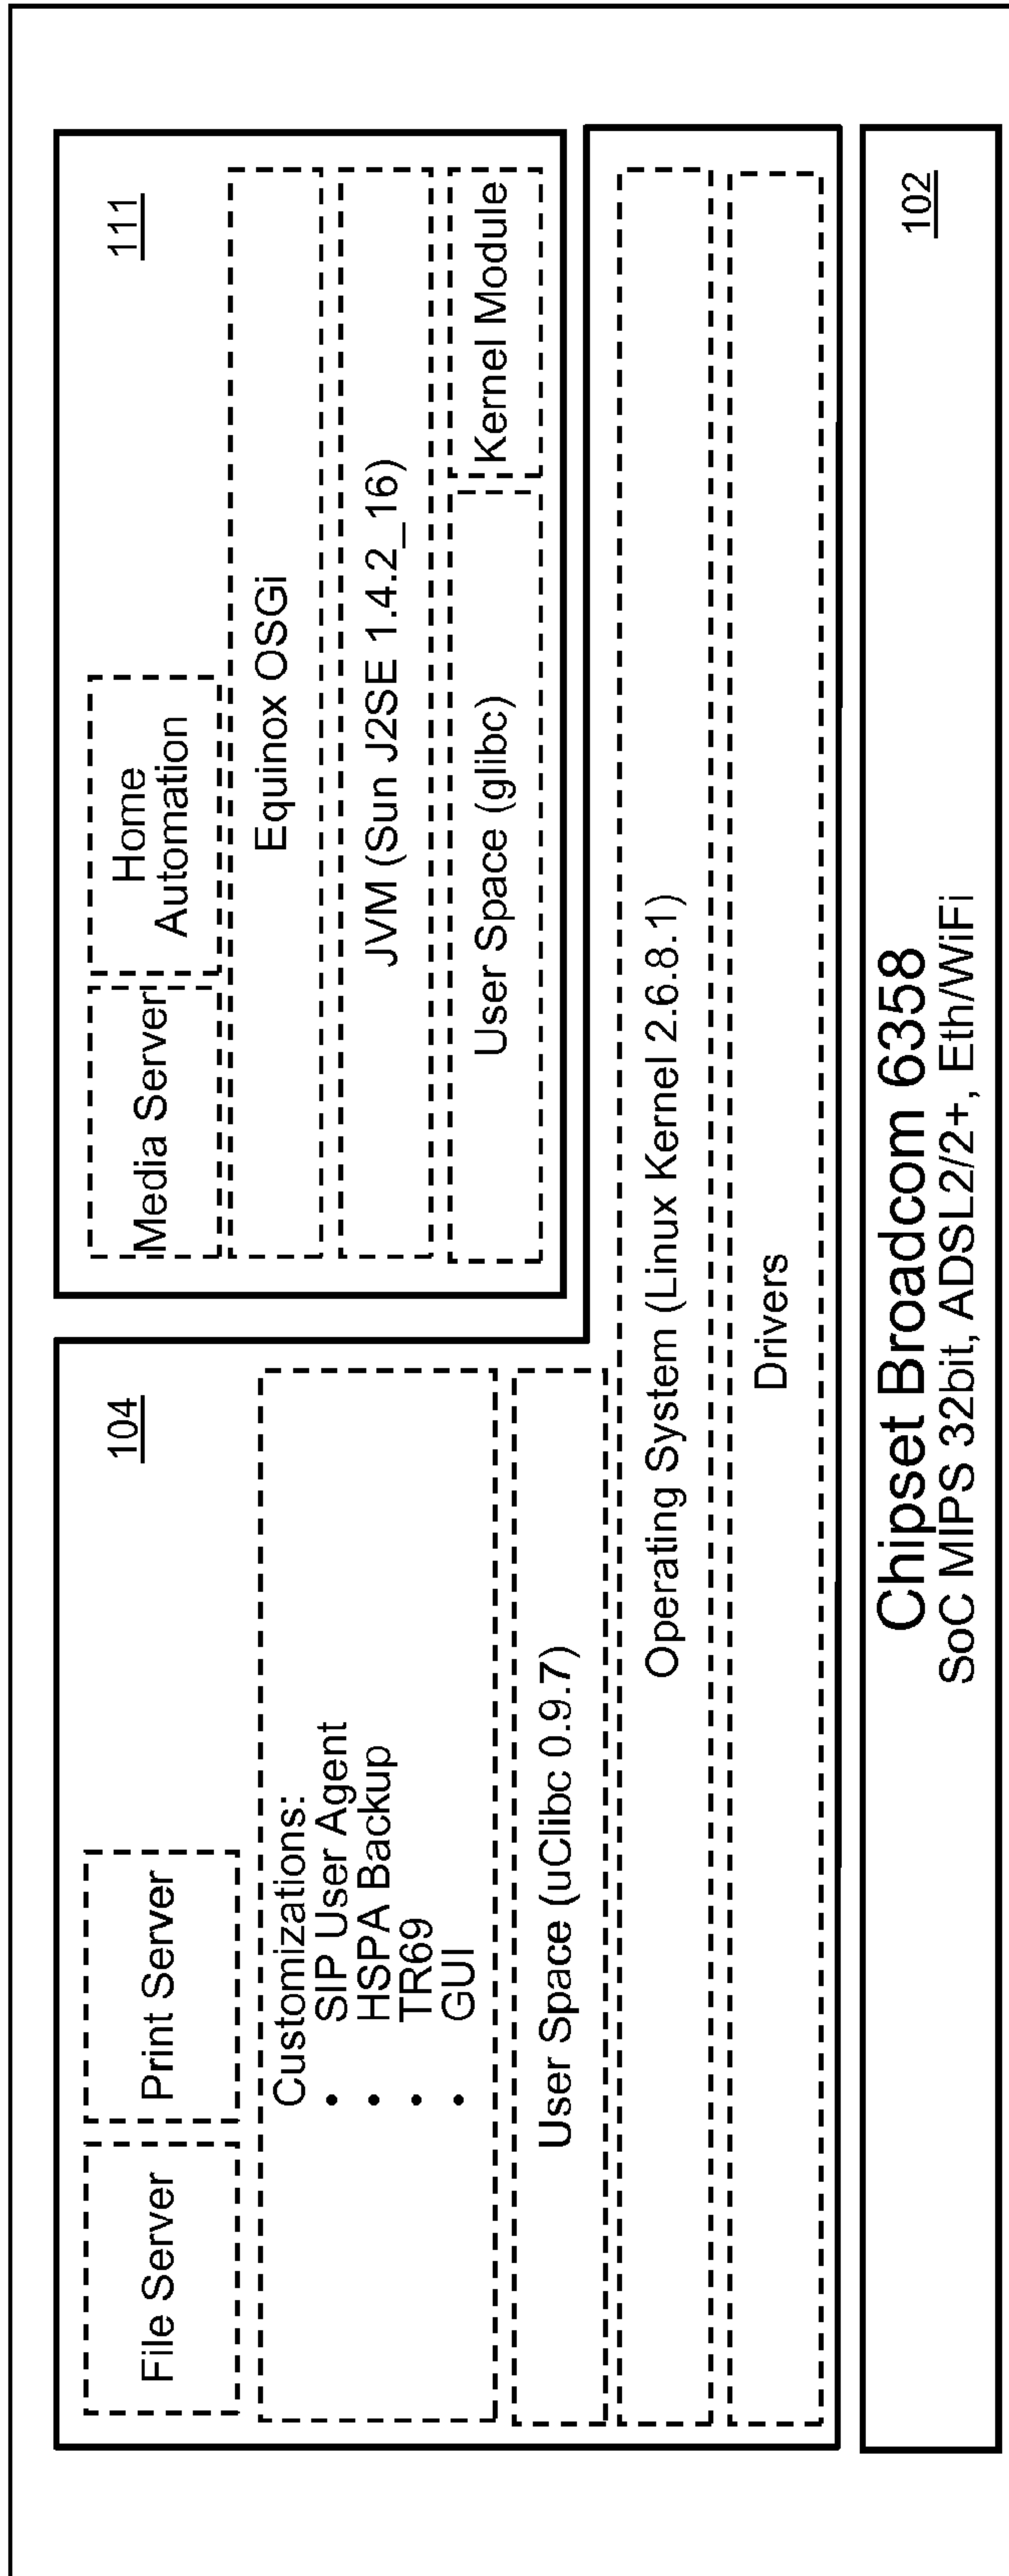 104
File Server
Print Server
Customizations:
• SIP User Agent
• HSPA Backup
• TR69
• GUI
User Space (uClibc 0.9.7)
111
Media Server
Home
Automation
Equinox OSGi
JVM (Sun J2SE 1.4.2_16)
User Space (glibc)
Kernel Module
Operating System (Linux Kernel 2.6.8.1)
Drivers
102
Chipset Broadcom 6358
SoC MIPS 32bit, ADSL2/2+, Eth/WiFi